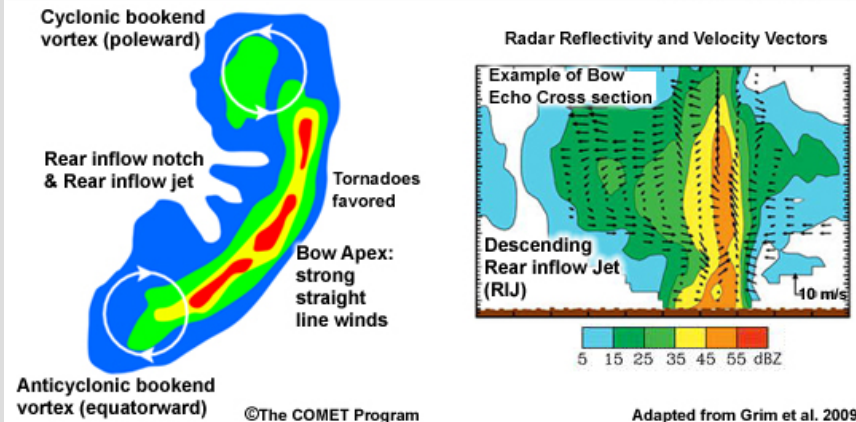 Cyclonic bookend
vortex (poleward)
Rear inflow notch
& Rear inflow jet
Tornadoes
favored
Bow Apex:
strong
straight
line winds
Anticyclonic bookend
vortex (equatorward)
©The COMET Program
Radar Reflectivity and Velocity Vectors
Example of Bow
Echo Cross section
Descending
Rear inflow Jet
(RIJ)
10 m/s
5 15 25 35 45 55 dBZ
Adapted from Grim et al. 2009